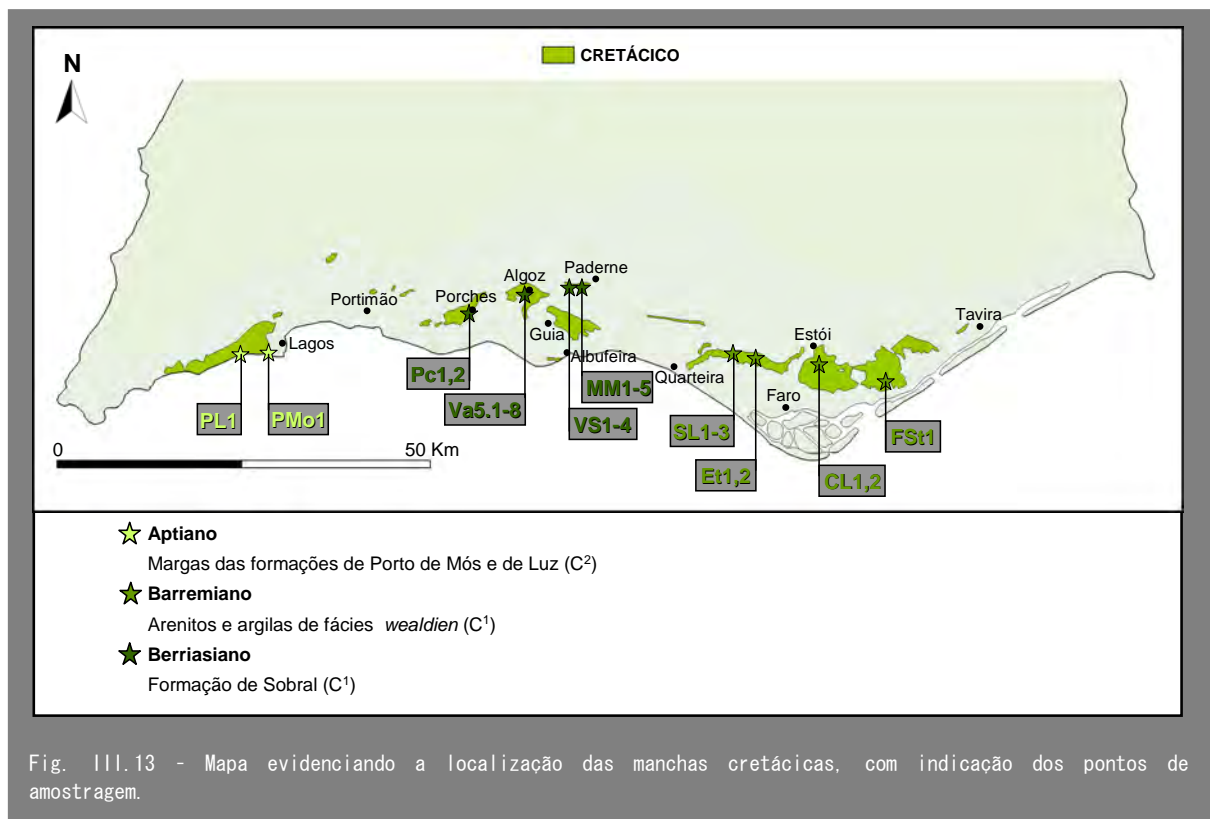 CRETÁCICO
N
Tavira
Paderne
Algoz
Portimão
Porches
Guia
Estói
Lagos
Albufeira
Quarteira
Faro
Pc1,2
MM1-5
Va5.1-8
VS1-4
PL1
PMo1
SL1-3
FSt1
Et1,2
CL1,2
0
50 Km
Aptiano
Margas das formações de Porto de Mós e de Luz (C²)
Barremiano
Arenitos e argilas de fácies wealdien (C¹)
Berriasiano
Formação de Sobral (C¹)
Fig. III.13 - Mapa evidenciando a localização das manchas cretácicas, com indicação dos pontos de
amostragem.